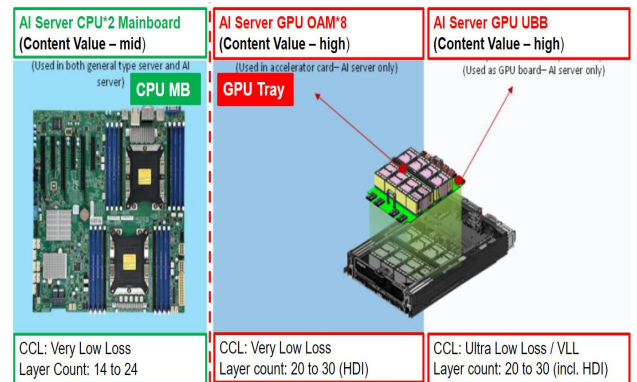 AI Server CPU*2 Mainboard
(Content Value – mid)
(Used in both general type server and AI
server)
CPU MB
AI Server GPU OAM*8
(Content Value – high)
(Used in accelerator card– AI server only)
GPU Tray
AI Server GPU UBB
(Content Value – high)
(Used as GPU board– AI server only)
CCL: Very Low Loss
Layer Count: 14 to 24
CCL: Very Low Loss
Layer count: 20 to 30 (HDI)
CCL: Ultra Low Loss / VLL
Layer count: 20 to 30 (incl. HDI)